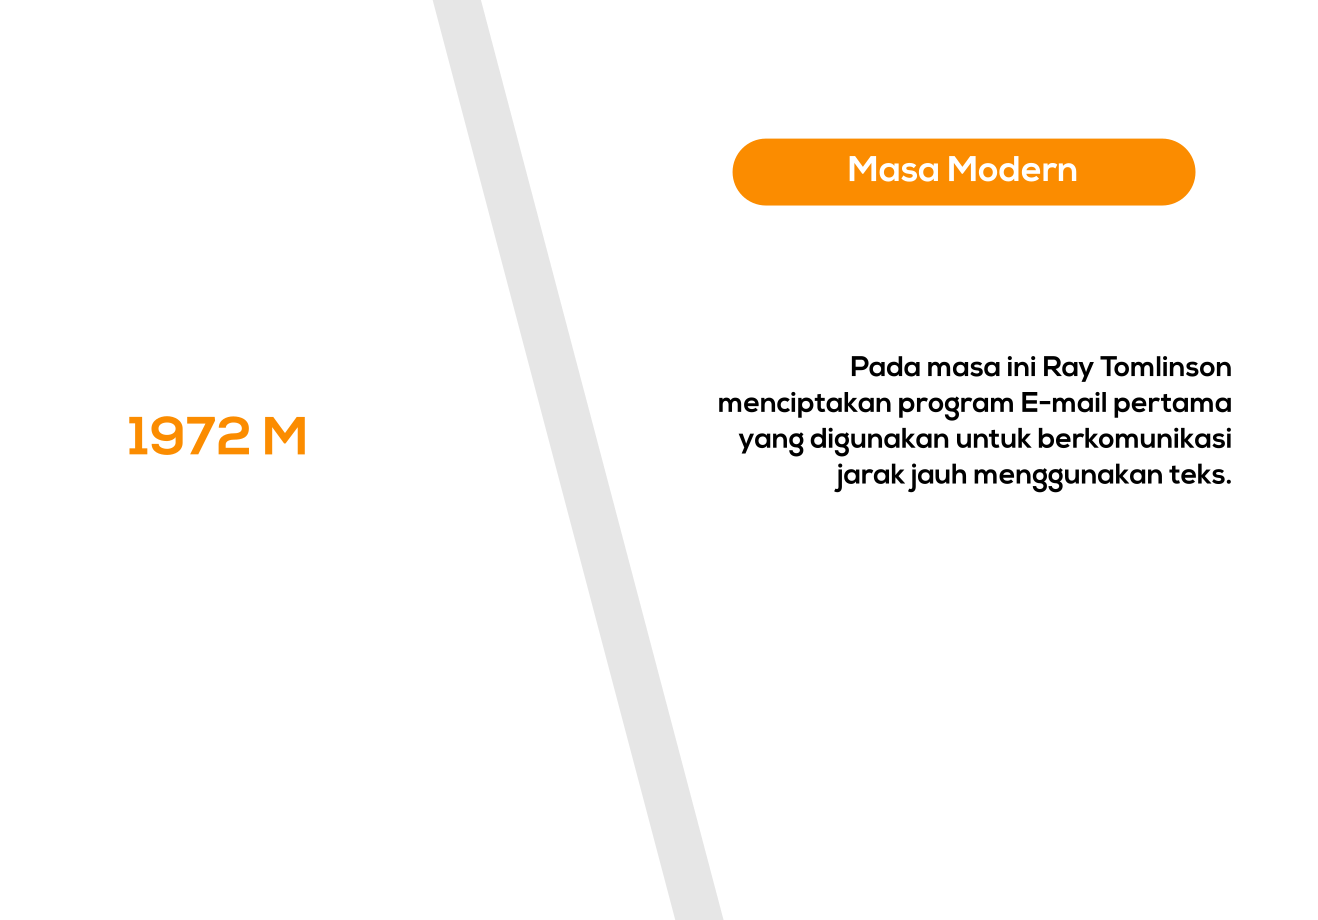 1972 M
Masa Modern
Pada masa ini Ray Tomlinson
menciptakan program E-mail pertama
yang digunakan untuk berkomunikasi
jarak jauh menggunakan teks.